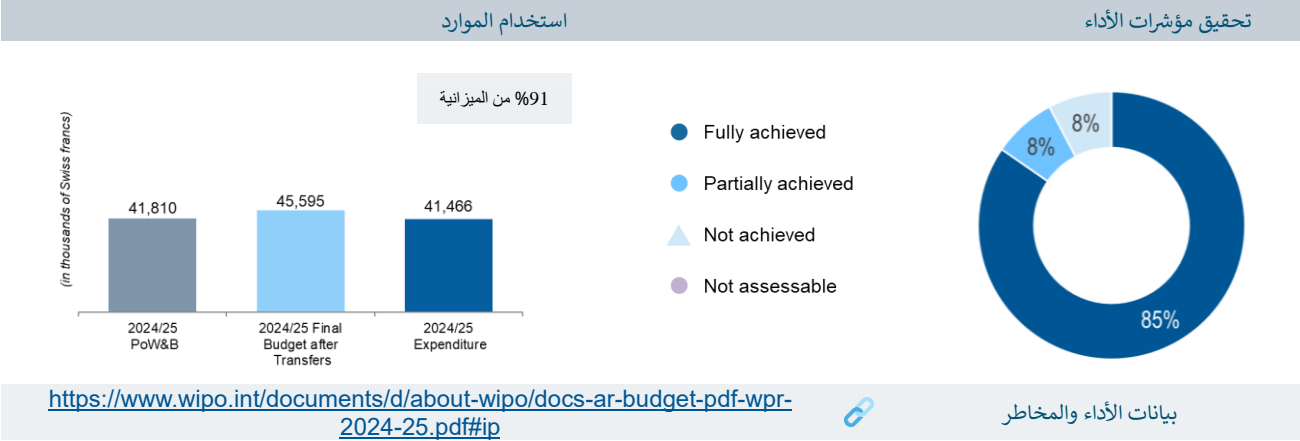 تحقيق مؤشرات الأداء
استخدام الموارد
8%
8%
85%
Fully achieved
Partially achieved
Not achieved
Not assessable
91% من الميزانية
(in thousands of Swiss francs)
41,810
45,595
41,466
2024/25
PoW&B
2024/25 Final
Budget after
Transfers
2024/25
Expenditure
بيانات الأداء والمخاطر
https://www.wipo.int/documents/d/about-wipo/docs-ar-budget-pdf-wpr-
2024-25.pdf#ip